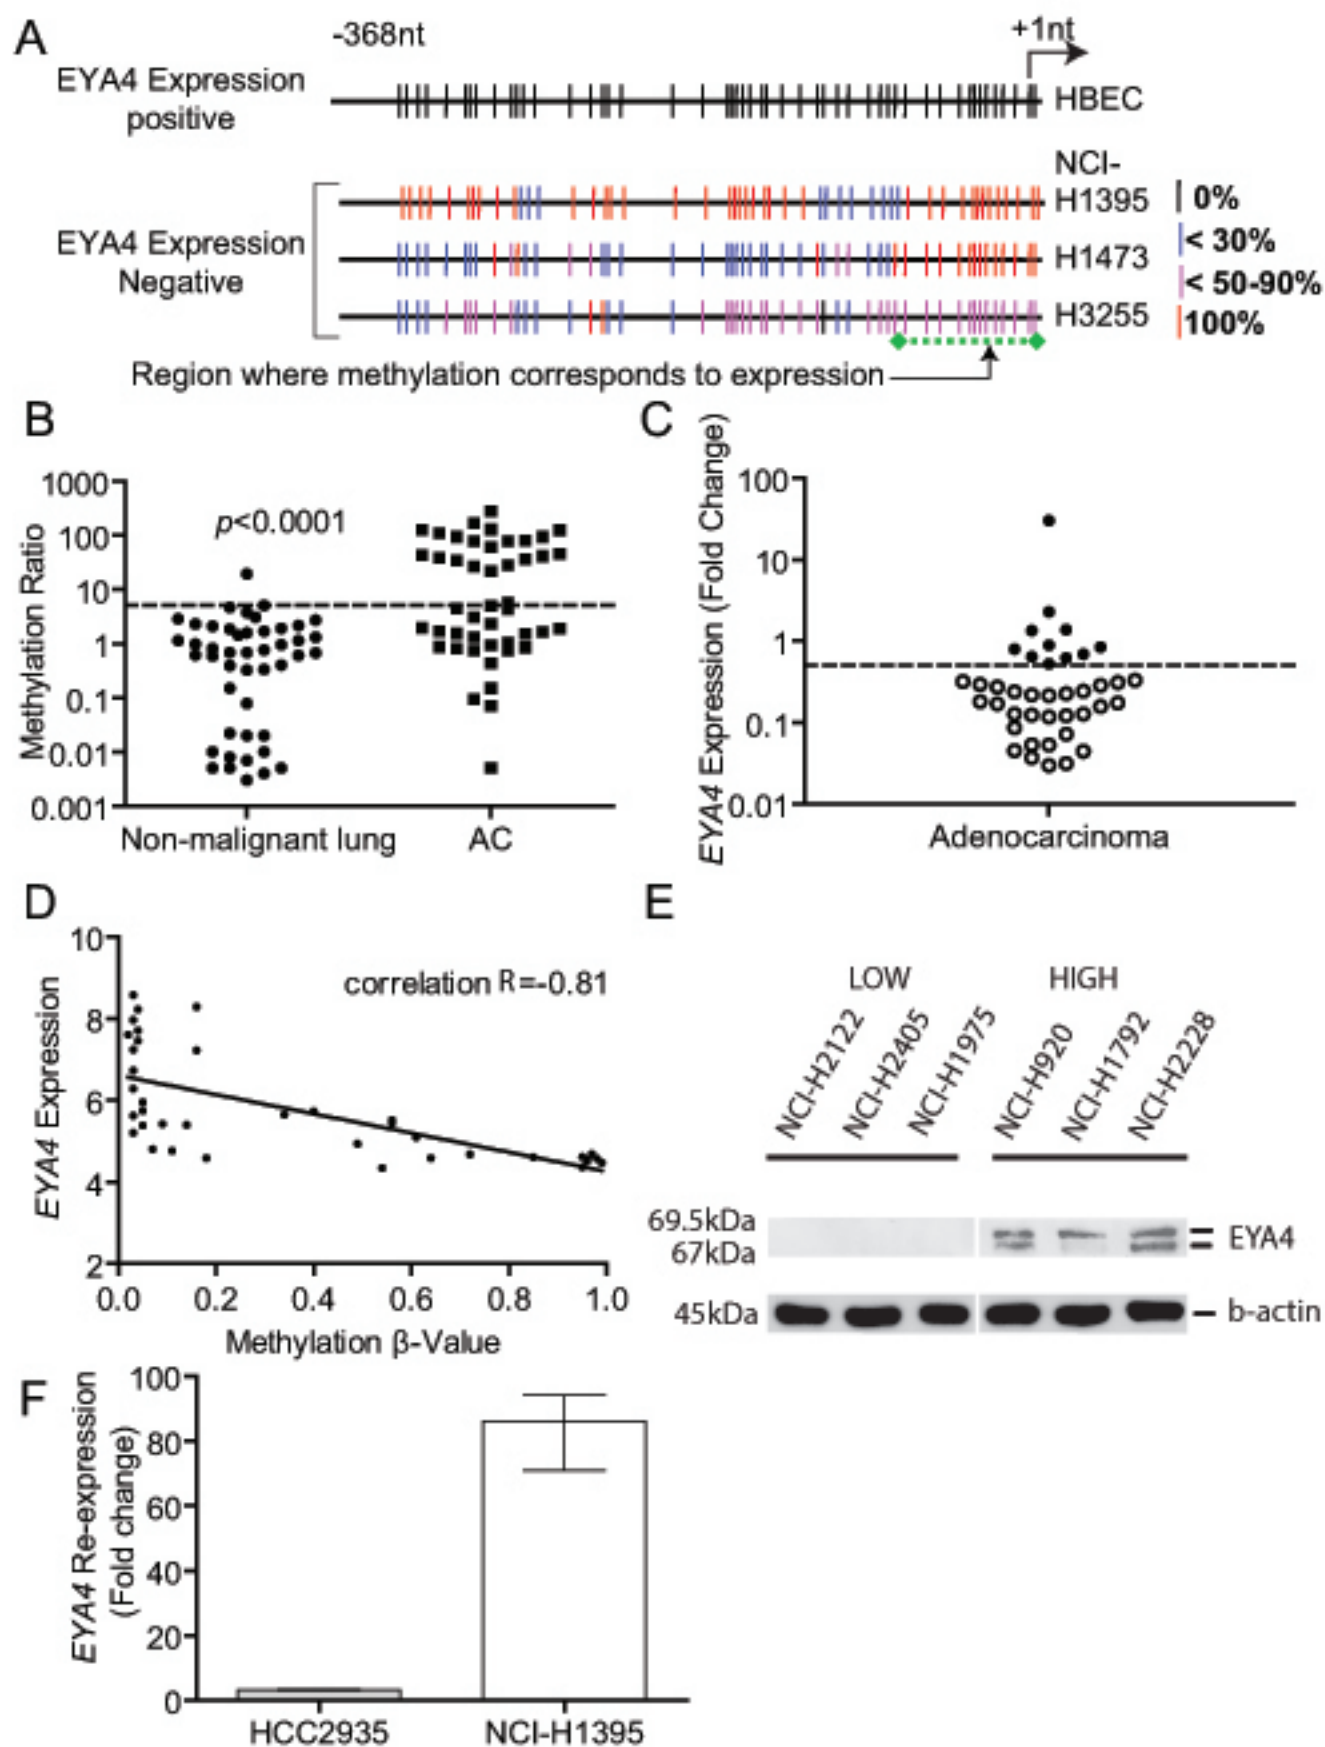 A
-368nt
+1nt
EYA4 Expression
positive
HBEC
NCI-
H1395
EYA4 Expression
Negative
H1473
H3255
0%
< 30%
< 50-90%
100%
Region where methylation corresponds to expression
B
Methylation Ratio
1000
100
10
1
0.1
0.01
0.001
p<0.0001
Non-malignant lung
AC
C
EYA4 Expression (Fold Change)
100
10
1
0.1
0.01
Adenocarcinoma
D
EYA4 Expression
10
8
6
4
2
correlation R=-0.81
0.0
0.2
0.4
0.6
0.8
1.0
Methylation β-Value
E
LOW
HIGH
NCI-H2122
NCI-H2405
NCI-H1975
NCI-H920
NCI-H1792
NCI-H2228
69.5kDa
67kDa
EYA4
45kDa
b-actin
F
EYA4 Re-expression
(Fold change)
100
80
60
40
20
0
HCC2935
NCI-H1395